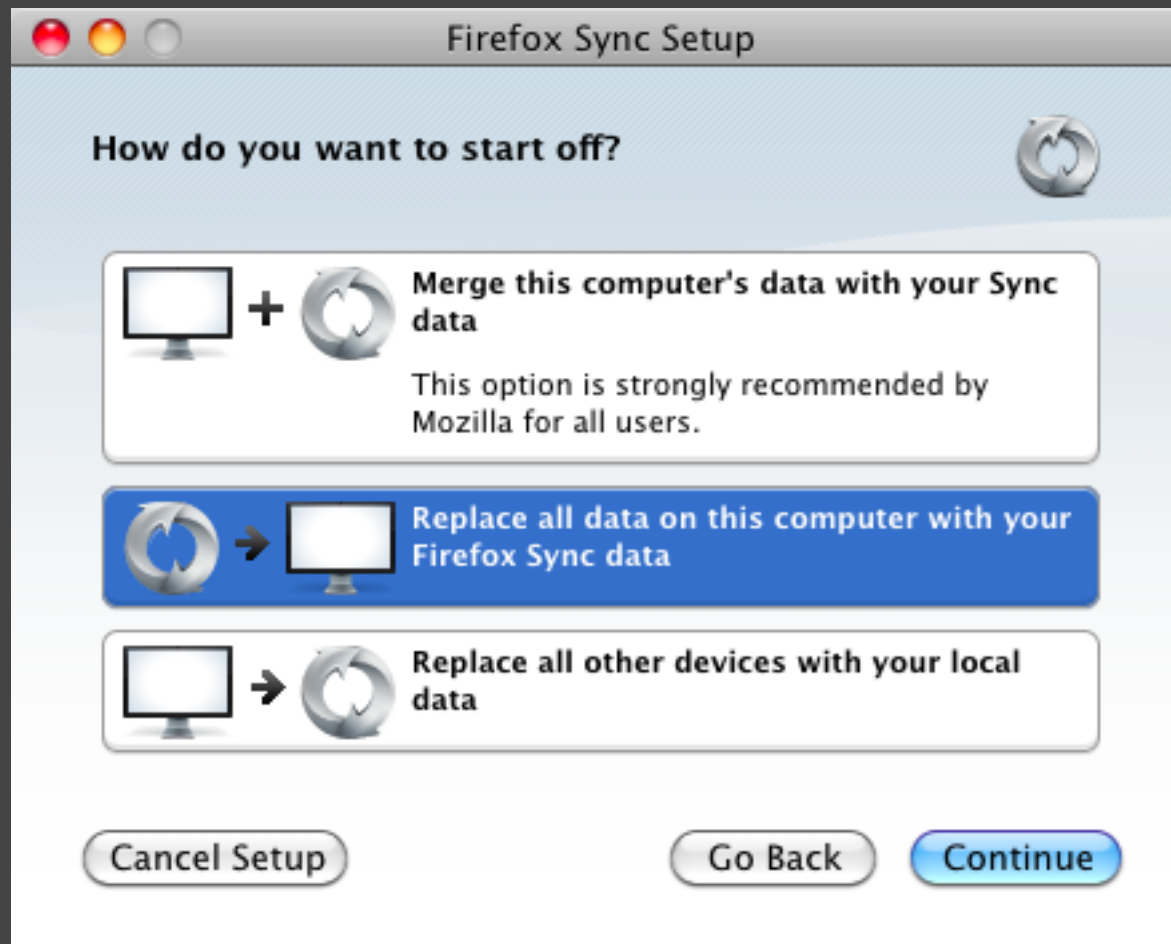 Firefox Sync Setup
How do you want to start off?
Merge this computer's data with your Sync
data
This option is strongly recommended by
Mozilla for all users.
Replace all data on this computer with your
Firefox Sync data
Replace all other devices with your local
data
Cancel Setup
Go Back
Continue